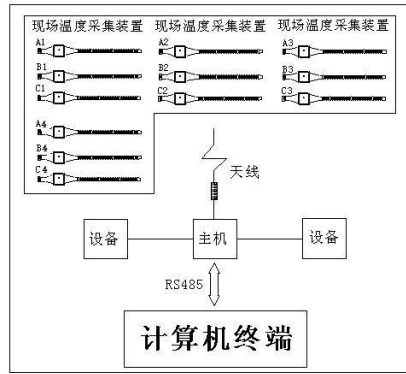 现场温度采集装置 现场温度采集装置 现场温度采集装置
A1 A2 A3
B1 B2 B3
C1 C2 C3
A4
B4
C4
天线
设备 主机 设备
RS485
计算机终端